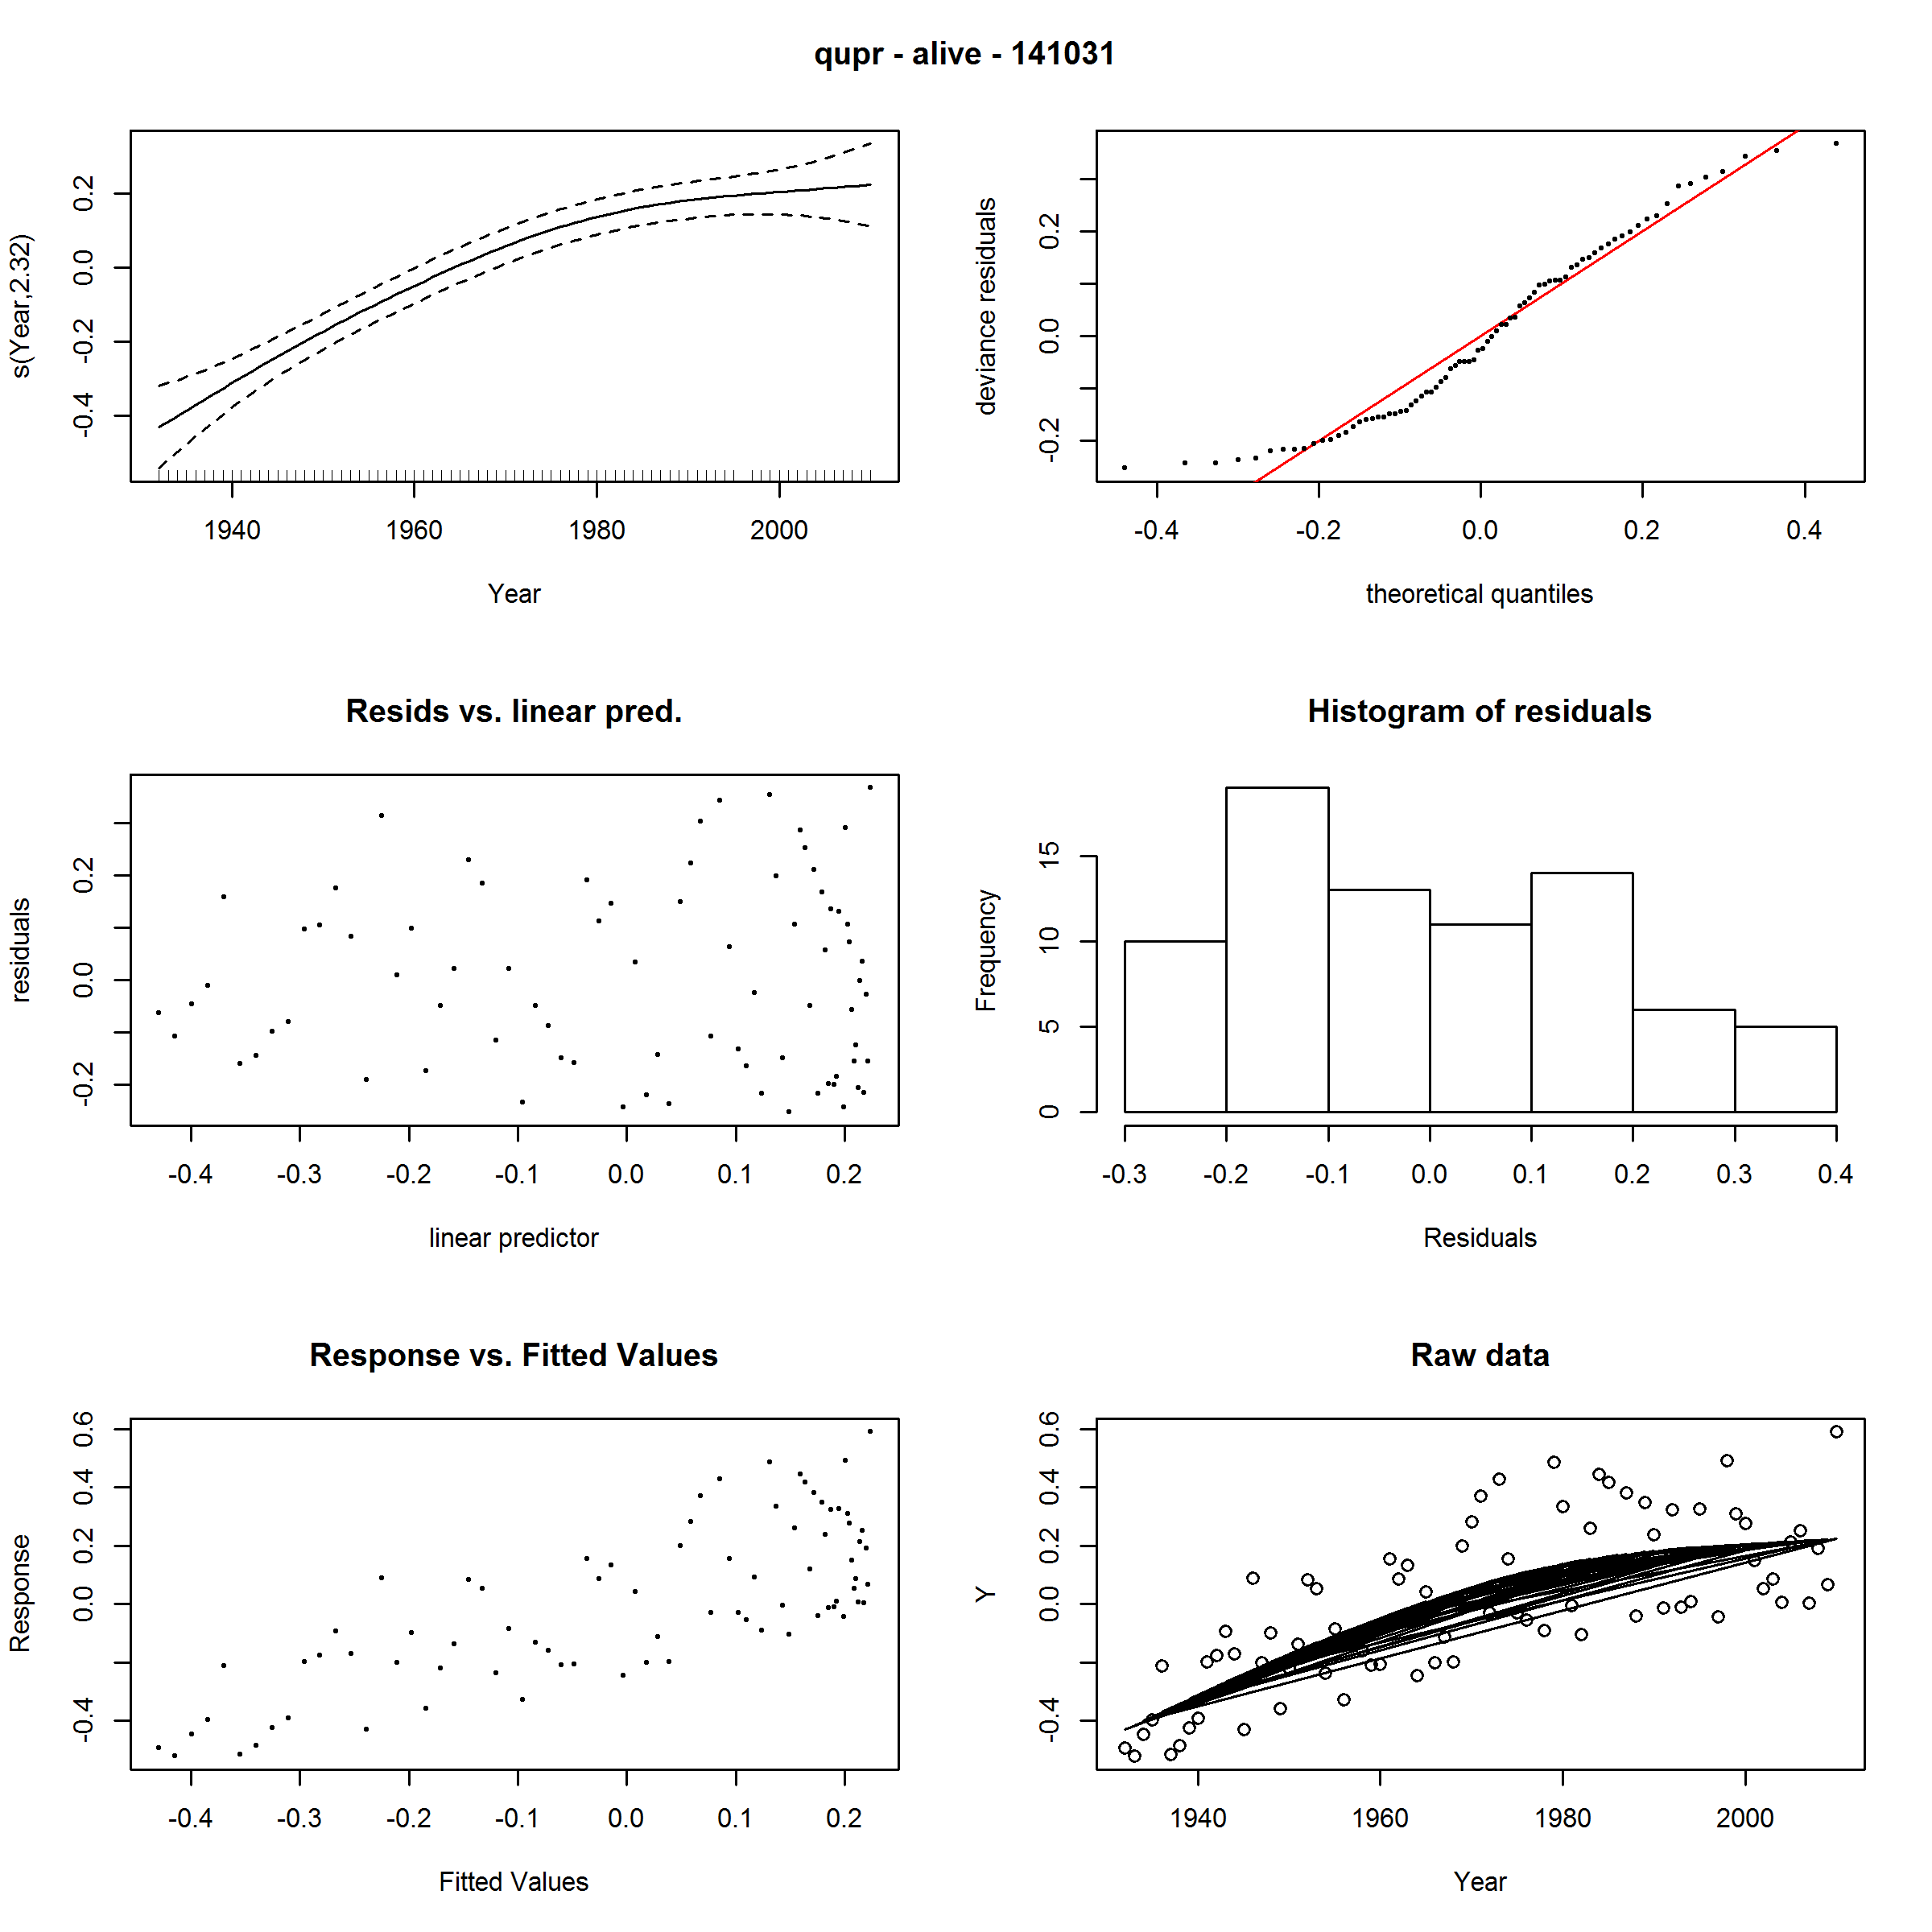 qupr - alive - 141031
s(Year,2.32)
-0.4 -0.2 0.0 0.2
1940 1960 1980 2000
Year
deviance residuals
-0.2 0.0 0.2
-0.4 -0.2 0.0 0.2 0.4
theoretical quantiles
Resids vs. linear pred.
residuals
-0.2 0.0 0.2
-0.4 -0.3 -0.2 -0.1 0.0 0.1 0.2
linear predictor
Histogram of residuals
Frequency
0 5 10 15
-0.3 -0.2 -0.1 0.0 0.1 0.2 0.3 0.4
Residuals
Response vs. Fitted Values
Response
-0.4 0.0 0.2 0.4 0.6
-0.4 -0.3 -0.2 -0.1 0.0 0.1 0.2
Fitted Values
Raw data
Y
-0.4 0.0 0.2 0.4 0.6
1940 1960 1980 2000
Year